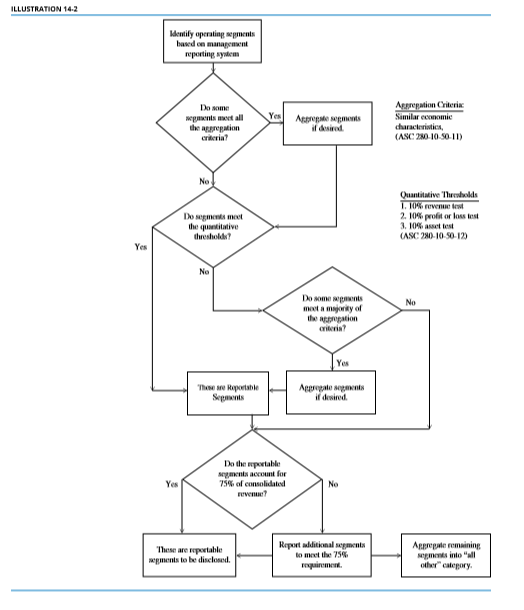 ILLUSTRATION 14-2
Identify operating segments
based on management
reporting system
Do some
segments meet all
the aggregation
criteria?
Yes
Aggregate segments
if desired.
Aggregation Criteria:
Similar economic
characteristics,
(ASC 280-10-50-11)
No
Quantitative Thresholds
1. 10% revenue test
2. 10% profit or loss test
3. 10% asset test
(ASC 280-10-50-12)
Do segments meet
the quantitative
thresholds?
Yes
No
Do some segments
meet a majority of
the aggregation
criteria?
No
Yes
These are Reportable
Segments
Aggregate segments
if desired.
Do the reportable
segments account for
75% of consolidated
revenue?
Yes
No
These are reportable
segments to be disclosed.
Report additional segments
to meet the 75%
requirement.
Aggregate remaining
segments into "all
other" category.